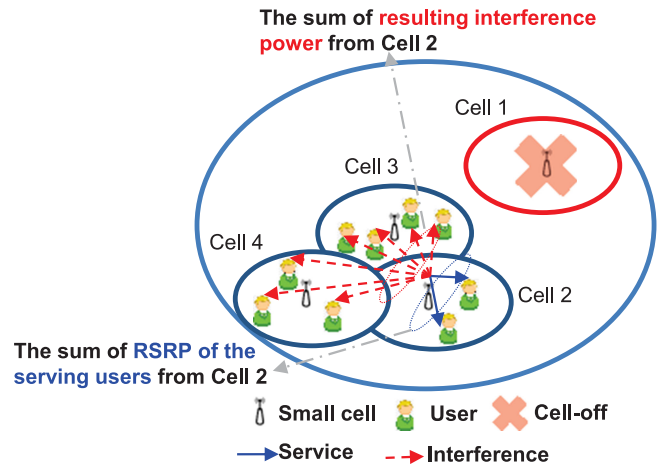 The sum of resulting interference
power from Cell 2
Cell 1
Cell 3
Cell 4
Cell 2
The sum of RSRP of the
serving users from Cell 2
Small cell User Cell-off
Service Interference